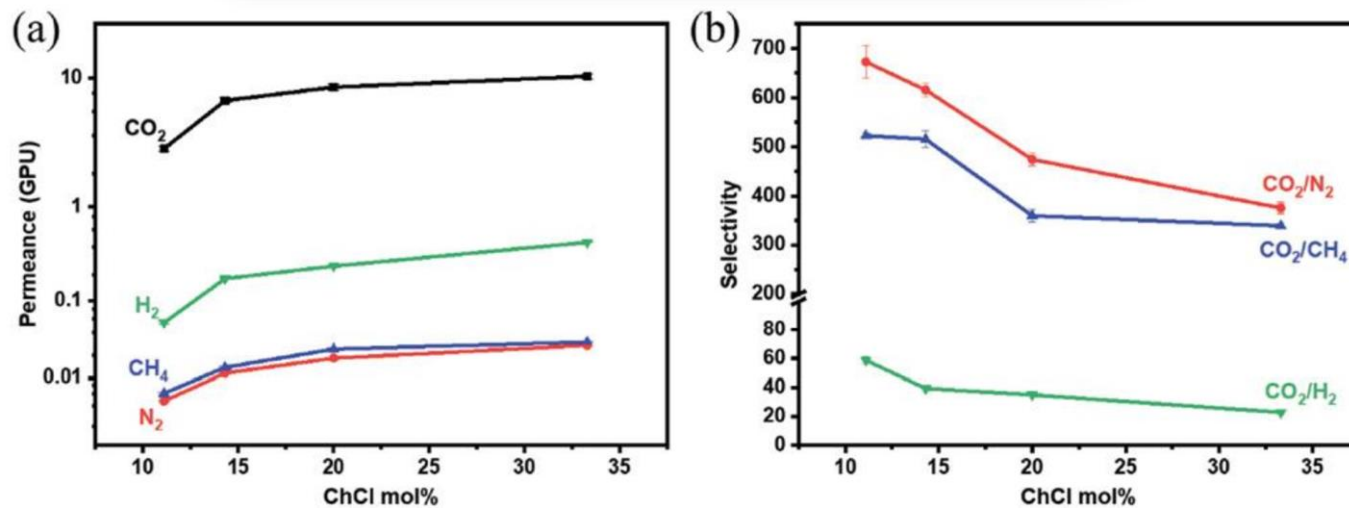 (a)
Permeance (GPU)
10
1
0.1
0.01
CO₂
H₂
CH₄
N₂
10 15 20 25 30 35
ChCl mol%
(b)
Selectivity
700
600
500
400
300
200
80
60
40
20
0
CO₂/N₂
CO₂/CH₄
CO₂/H₂
10 15 20 25 30 35
ChCl mol%